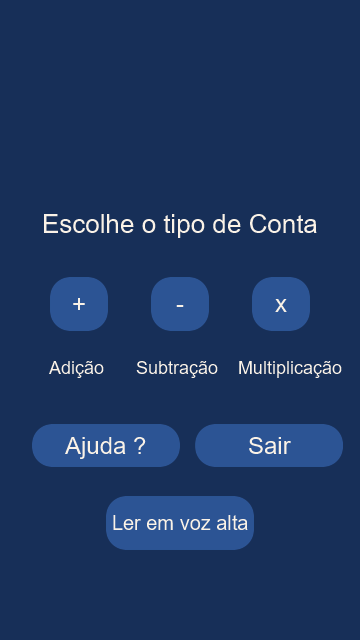 Escolhe o tipo de Conta
+ - x
Adição Subtração Multiplicação
Ajuda ? Sair
Ler em voz alta